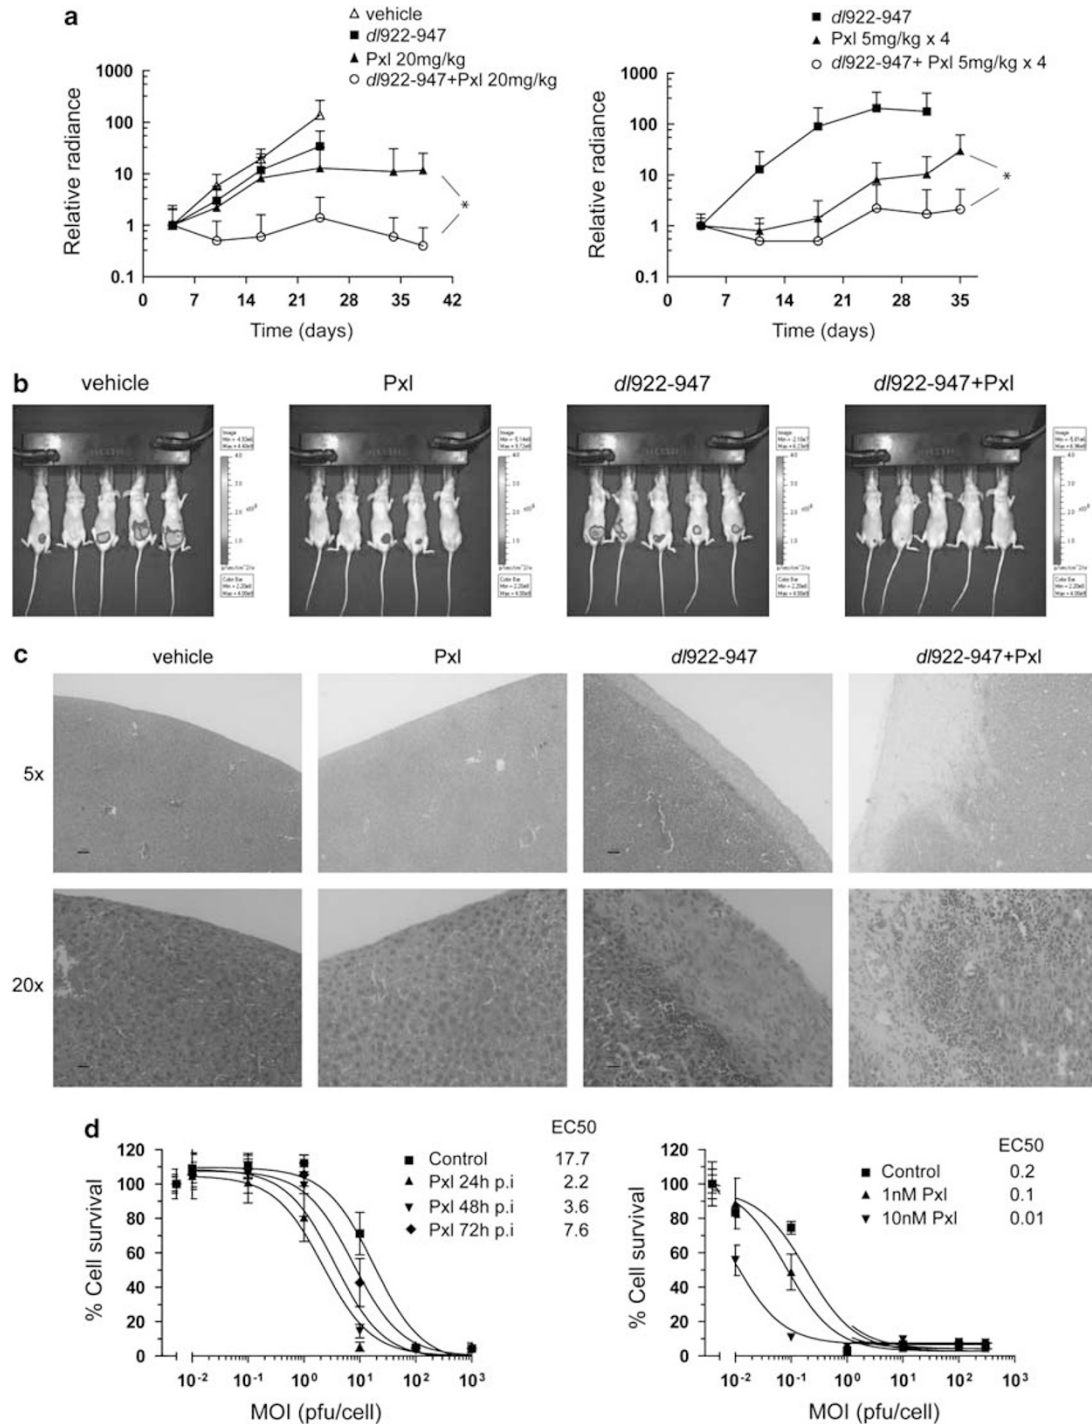 a
vehicle
dl922-947
Pxl 20mg/kg
dl922-947+Pxl 20mg/kg
Relative radiance
1000
100
10
1
0.1
*
0 7 14 21 28 35 42
Time (days)
dl922-947
Pxl 5mg/kg x 4
dl922-947+ Pxl 5mg/kg x 4
Relative radiance
1000
100
10
1
0.1
*
0 7 14 21 28 35
Time (days)
b
vehicle Pxl dl922-947 dl922-947+Pxl
c
vehicle Pxl dl922-947 dl922-947+Pxl
5x
20x
d
EC50
Control 17.7
Pxl 24h p.i 2.2
Pxl 48h p.i 3.6
Pxl 72h p.i 7.6
% Cell survival
120
100
80
60
40
20
0
10-2 10-1 100 101 102 103
MOI (pfu/cell)
EC50
Control 0.2
1nM Pxl 0.1
10nM Pxl 0.01
% Cell survival
120
100
80
60
40
20
0
10-2 10-1 100 101 102 103
MOI (pfu/cell)